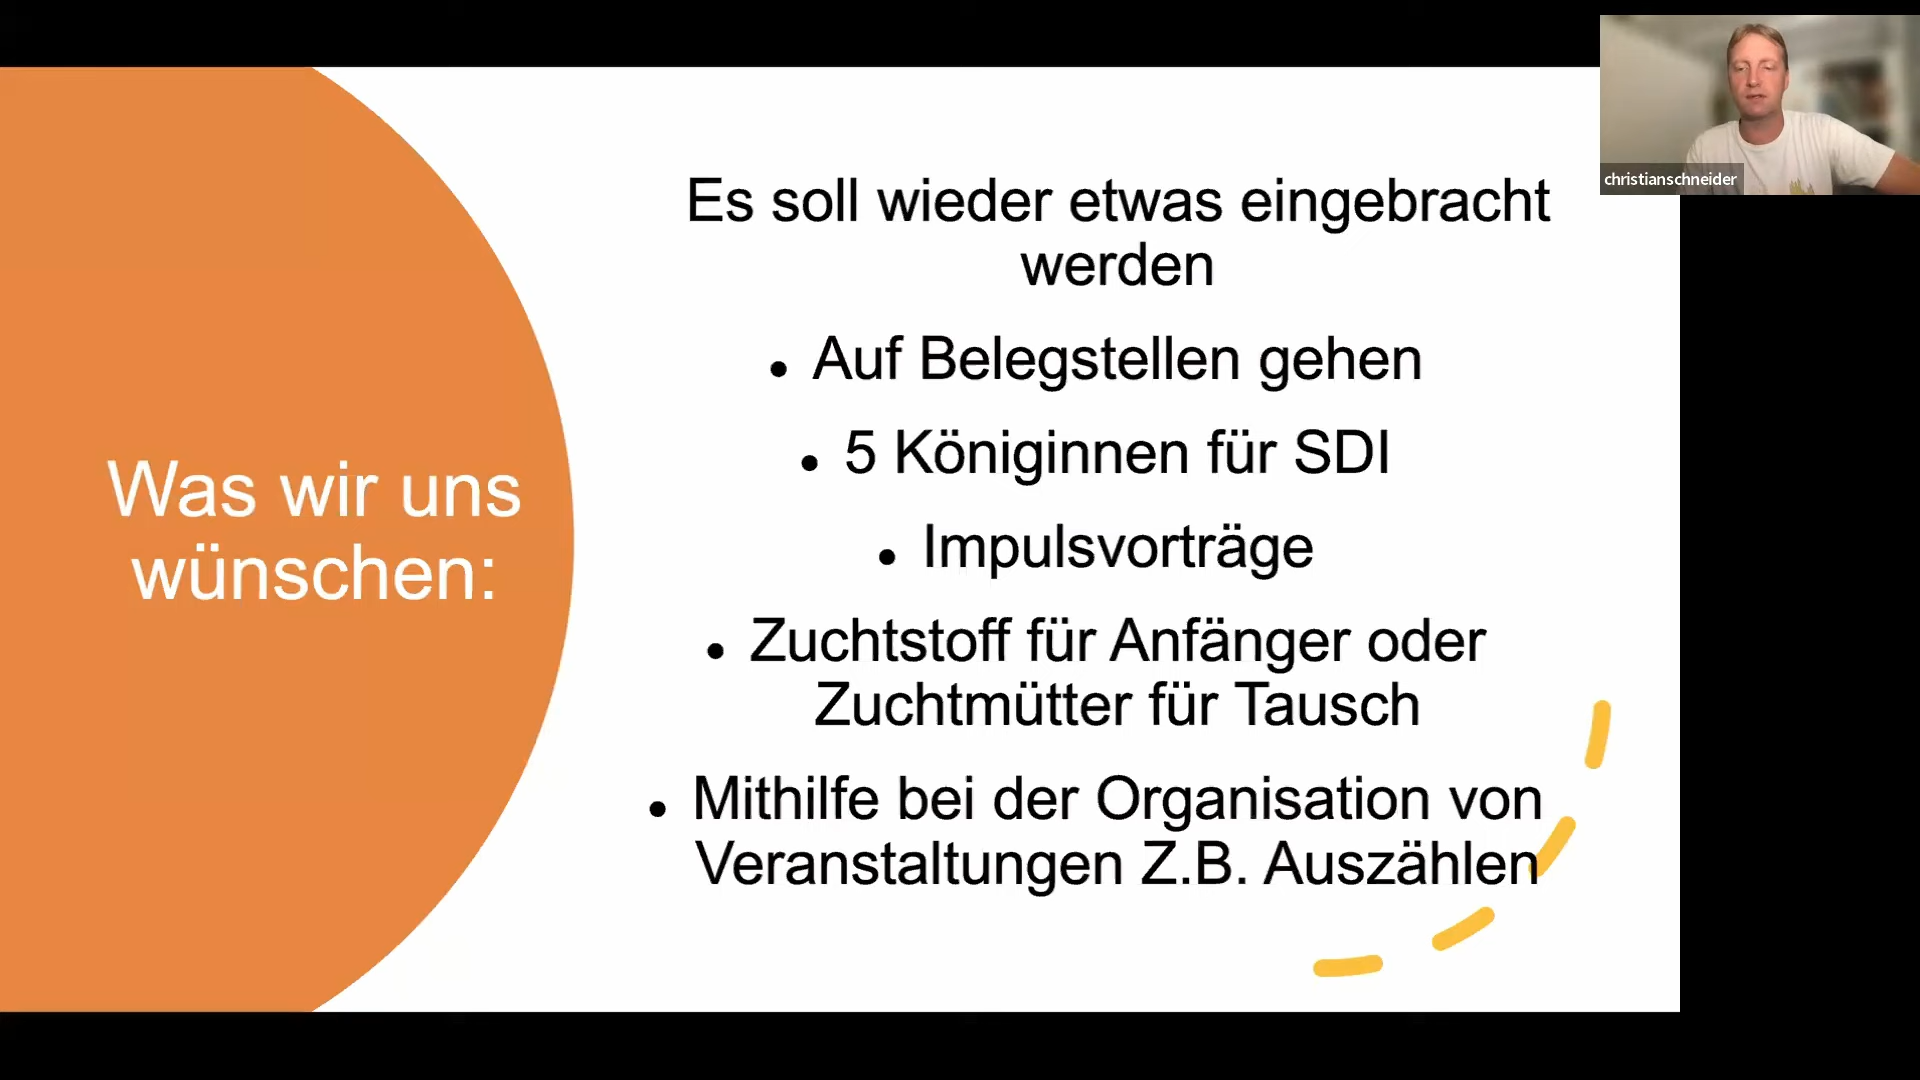 christianschneider
Was wir uns
wünschen:
Es soll wieder etwas eingebracht
werden
• Auf Belegstellen gehen
• 5 Königinnen für SDI
• Impulsvorträge
• Zuchtstoff für Anfänger oder
Zuchtmütter für Tausch
• Mithilfe bei der Organisation von
Veranstaltungen Z.B. Auszählen